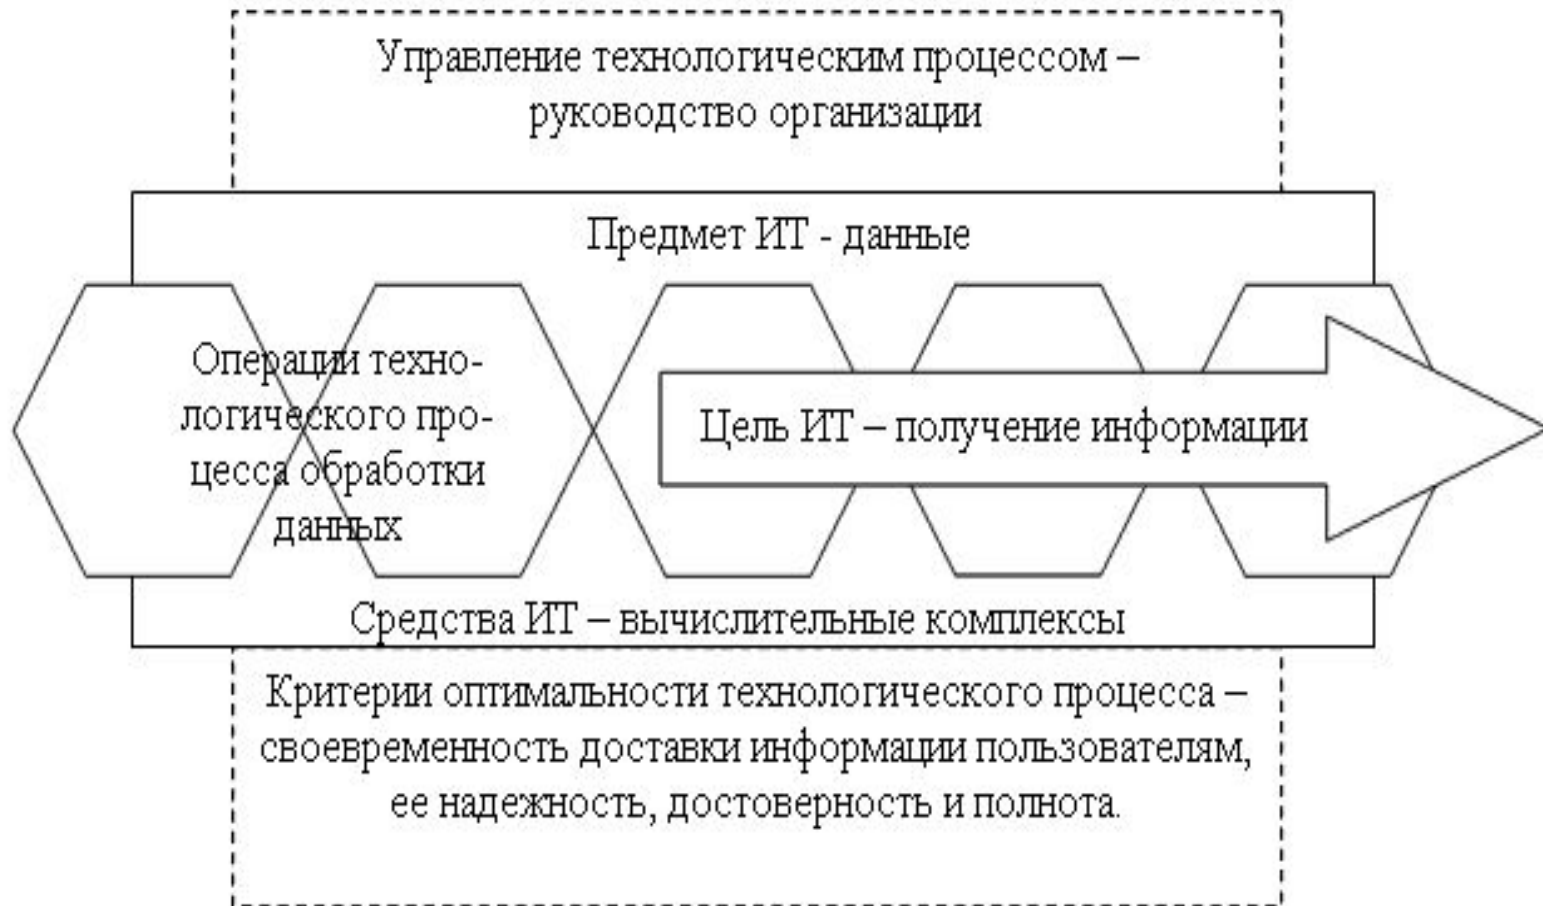 Управление технологическим процессом –
руководство организации
Предмет ИТ - данные
Операции техно-
логического про-
цесса обработки
данных
Цель ИТ – получение информации
Средства ИТ – вычислительные комплексы
Критерии оптимальности технологического процесса –
своевременность доставки информации пользователям,
ее надежность, достоверность и полнота.